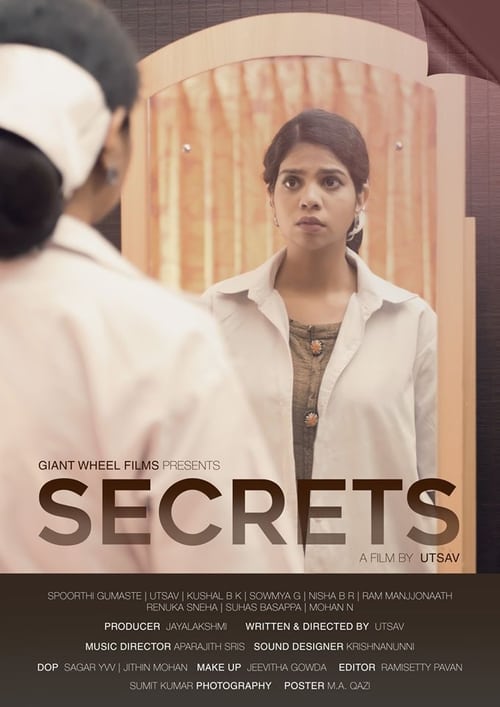 GIANT WHEEL FILMS PRESENTS
SECRETS
A FILM BY UTSAV
SPOORTHI GUMASTE | UTSAV | KUSHAL B K | SOWMYA G | NISHA B R | RAM MANJJONAATH
RENUKA SNEHA | SUHAS BASAPPA | MOHAN N
PRODUCER JAYALAKSHMI WRITTEN & DIRECTED BY UTSAV
MUSIC DIRECTOR APARAJITH SRIS SOUND DESIGNER KRISHNANUNNI
DOP SAGAR YVV | JITHIN MOHAN MAKE UP JEEVITHA GOWDA EDITOR RAMISETTY PAVAN
SUMIT KUMAR PHOTOGRAPHY POSTER M.A. QAZI